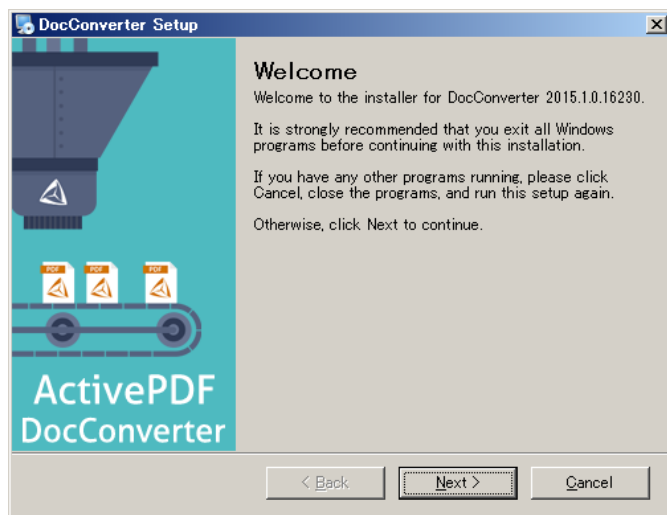 DocConverter Setup
Welcome
Welcome to the installer for DocConverter 2015.1.0.16230.
It is strongly recommended that you exit all Windows
programs before continuing with this installation.
If you have any other programs running, please click
Cancel, close the programs, and run this setup again.
Otherwise, click Next to continue.
PDF PDF PDF
ActivePDF
DocConverter
< Back Next > Cancel